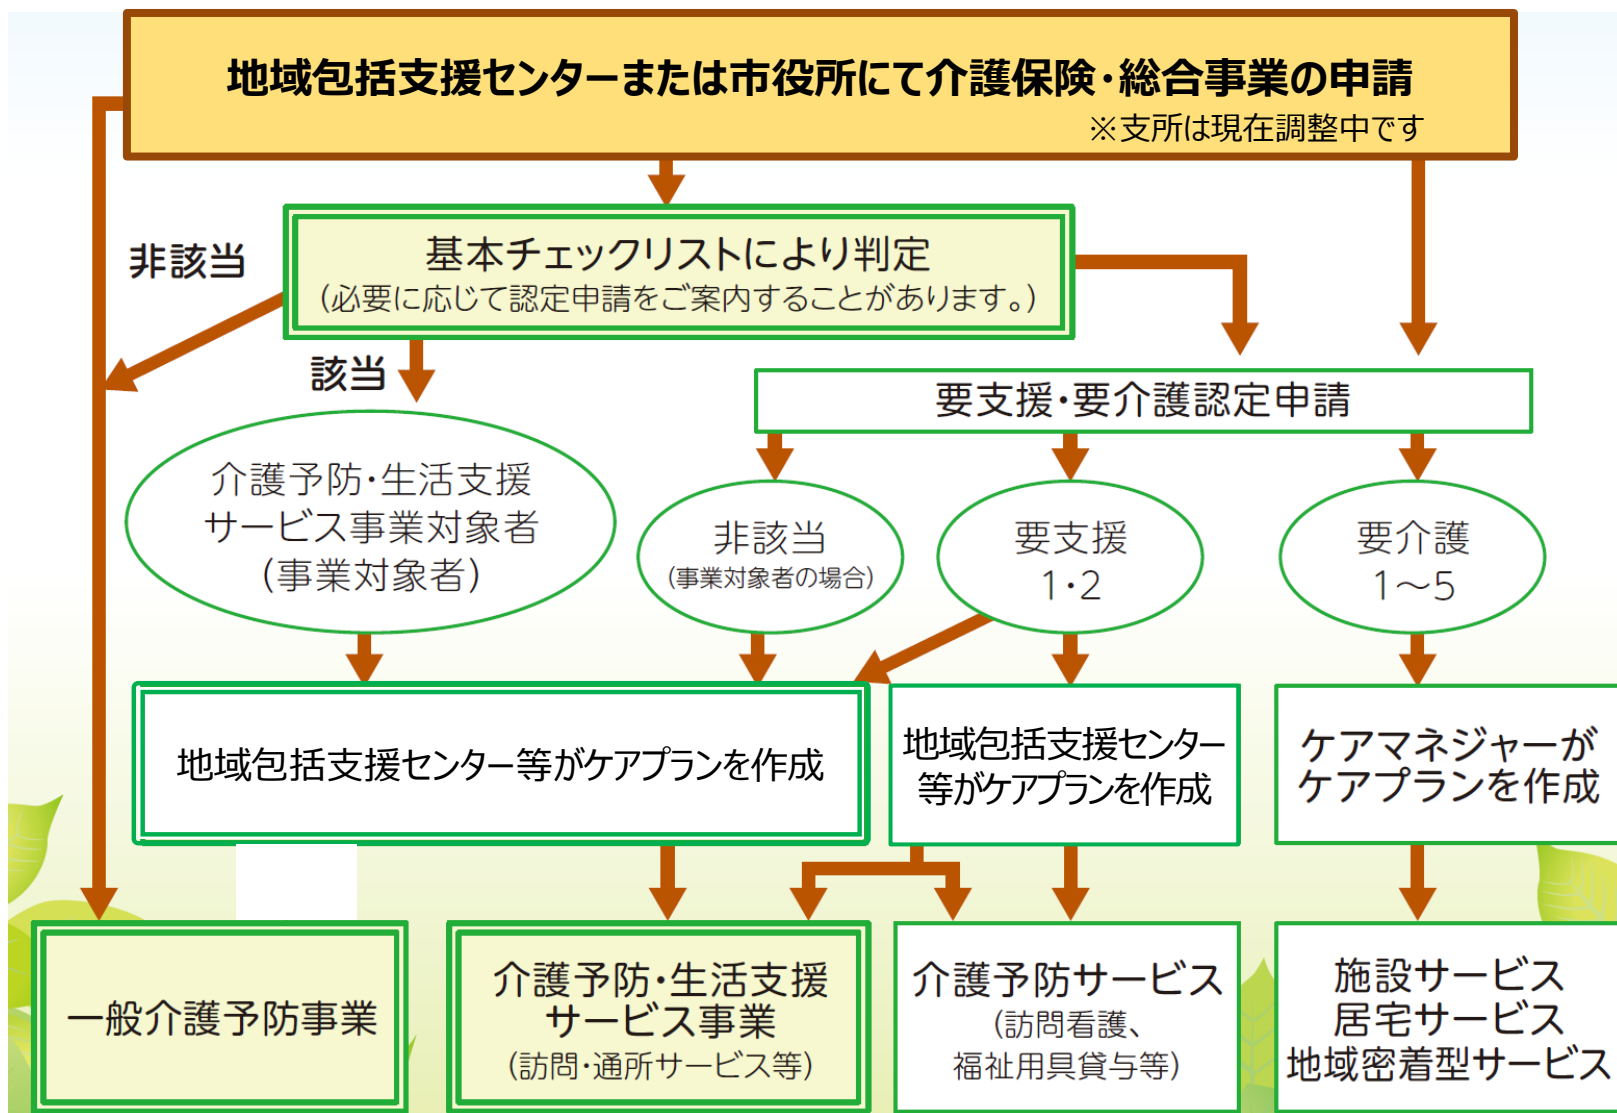 地域包括支援センターまたは市役所にて介護保険・総合事業の申請
※支所は現在調整中です
非該当
基本チェックリストにより判定
（必要に応じて認定申請をご案内することがあります。）
該当
要支援・要介護認定申請
介護予防・生活支援
サービス事業対象者
（事業対象者）
非該当
（事業対象者の場合）
要支援
1・2
要介護
1～5
地域包括支援センター等がケアプランを作成
地域包括支援センター
等がケアプランを作成
ケアマネジャーが
ケアプランを作成
一般介護予防事業
介護予防・生活支援
サービス事業
（訪問・通所サービス等）
介護予防サービス
（訪問看護、
福祉用具貸与等）
施設サービス
居宅サービス
地域密着型サービス